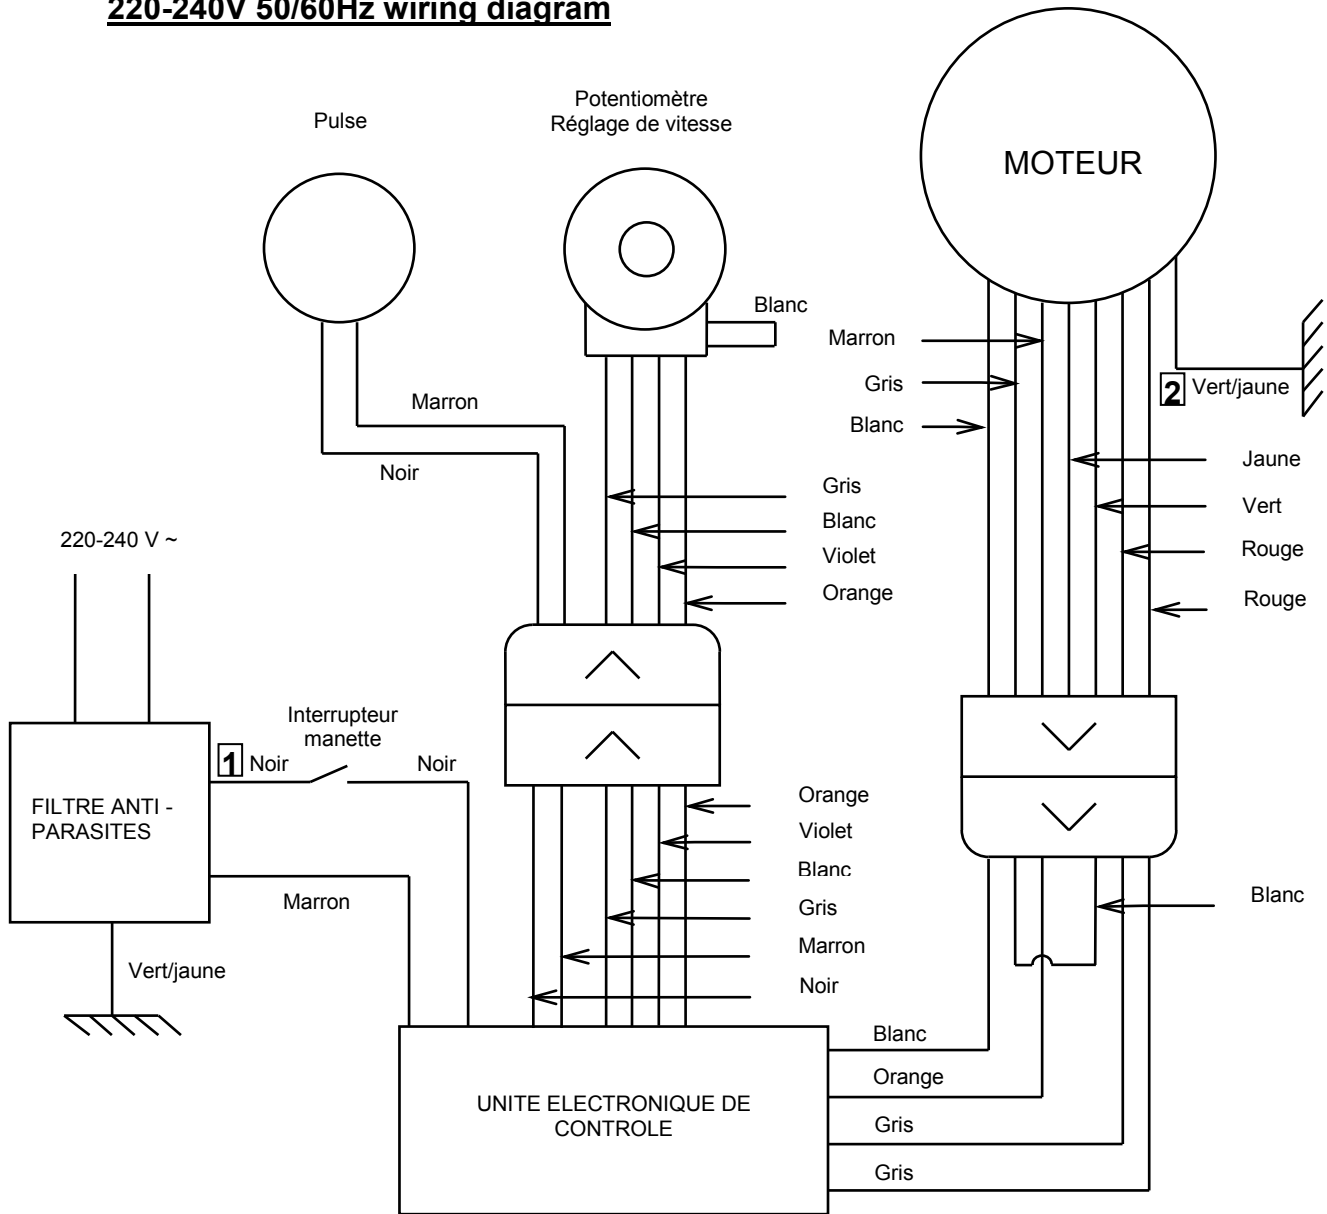 220-240V 50/60Hz wiring diagram
Pulse
Potentiomètre
Réglage de vitesse
MOTEUR
Blanc
Marron
Gris
Blanc
2 Vert/jaune
Marron
Noir
Jaune
Vert
Rouge
Rouge
Gris
Blanc
Violet
Orange
220-240 V ~
Interrupteur
manette
1 Noir
Noir
FILTRE ANTI -
PARASITES
Marron
Vert/jaune
Orange
Violet
Blanc
Gris
Marron
Noir
Blanc
UNITE ELECTRONIQUE DE
CONTROLE
Blanc
Orange
Gris
Gris